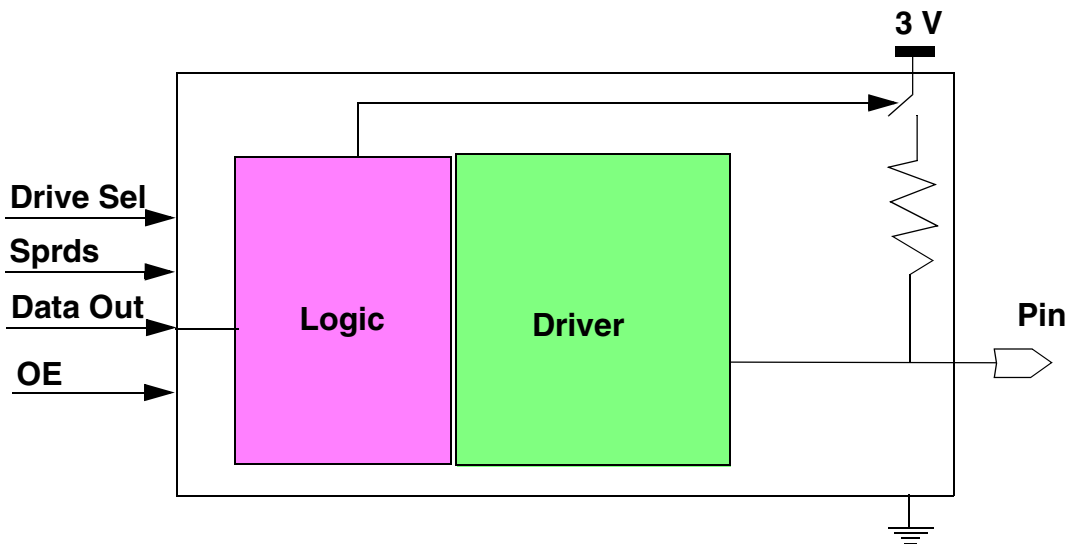 3 V
Drive Sel
Sprds
Data Out
OE
Logic
Driver
Pin